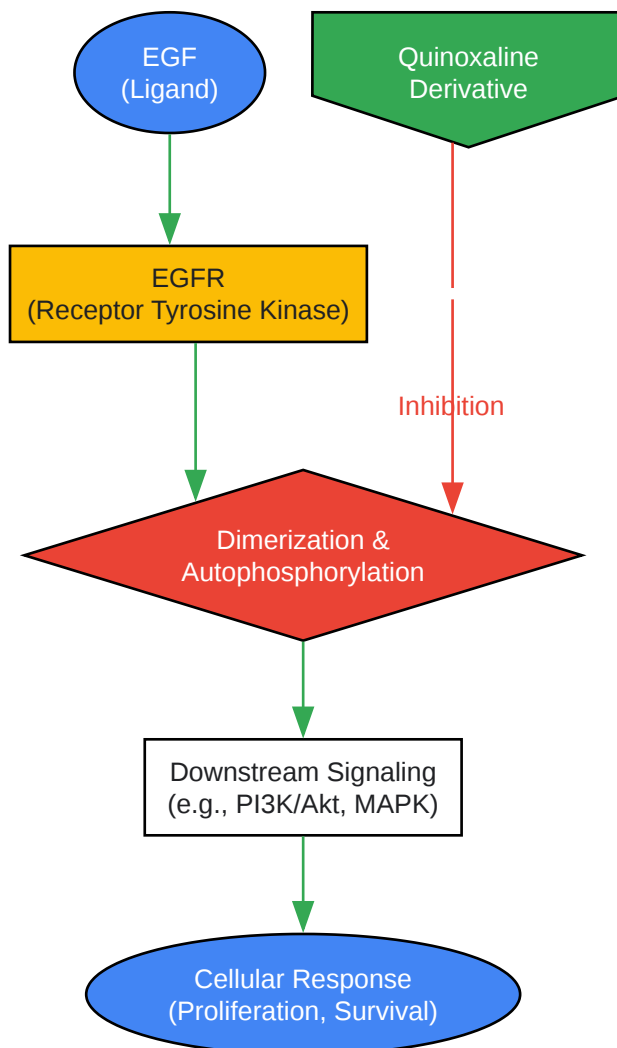 EGF
(Ligand)
Quinoxaline
Derivative
EGFR
(Receptor Tyrosine Kinase)
Inhibition
Dimerization &
Autophosphorylation
Downstream Signaling
(e.g., PI3K/Akt, MAPK)
Cellular Response
(Proliferation, Survival)